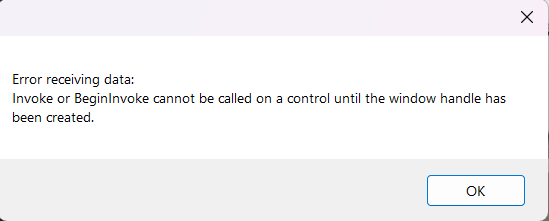 Error receiving data:
Invoke or BeginInvoke cannot be called on a control until the window handle has
been created.
OK